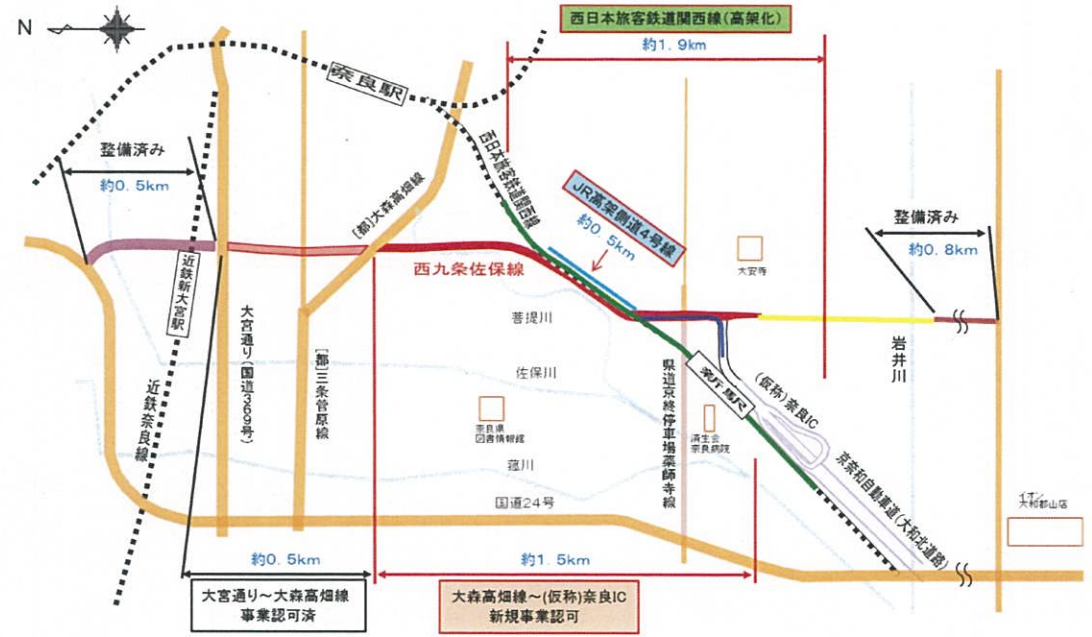 西日本旅客鉄道関西線(高架化)
約1.9km
N
奈良駅
整備済み
約0.5km
西日本旅客鉄道関西線
[都]大森高畑線
JR高架側道4号線
約0.5km
整備済み
約0.8km
大安寺
西九条佐保線
近鉄新大宮駅
大宮通り(国道369号)
[都]三条菅原線
菩提川
佐保川
岩井川
県道京終停車場薬師寺線
新駅
(仮称)奈良IC
近鉄奈良線
奈良県
図書情報館
済生会
奈良病院
菰川
国道24号
京奈和自動車道(大和北道路)
イオン
大和郡山店
約0.5km
約1.5km
大宮通り~大森高畑線
事業認可済
大森高畑線~(仮称)奈良IC
新規事業認可